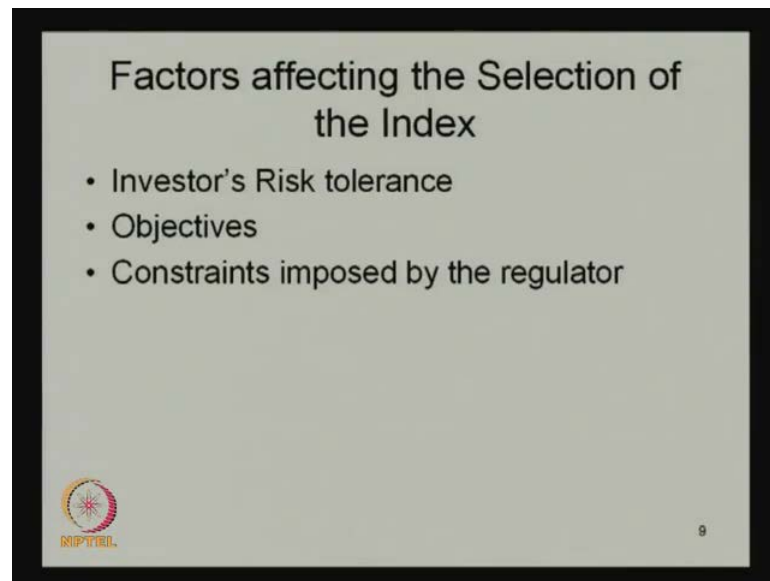 Factors affecting the Selection of
the Index
• Investor's Risk tolerance
• Objectives
• Constraints imposed by the regulator
NPTEL
9